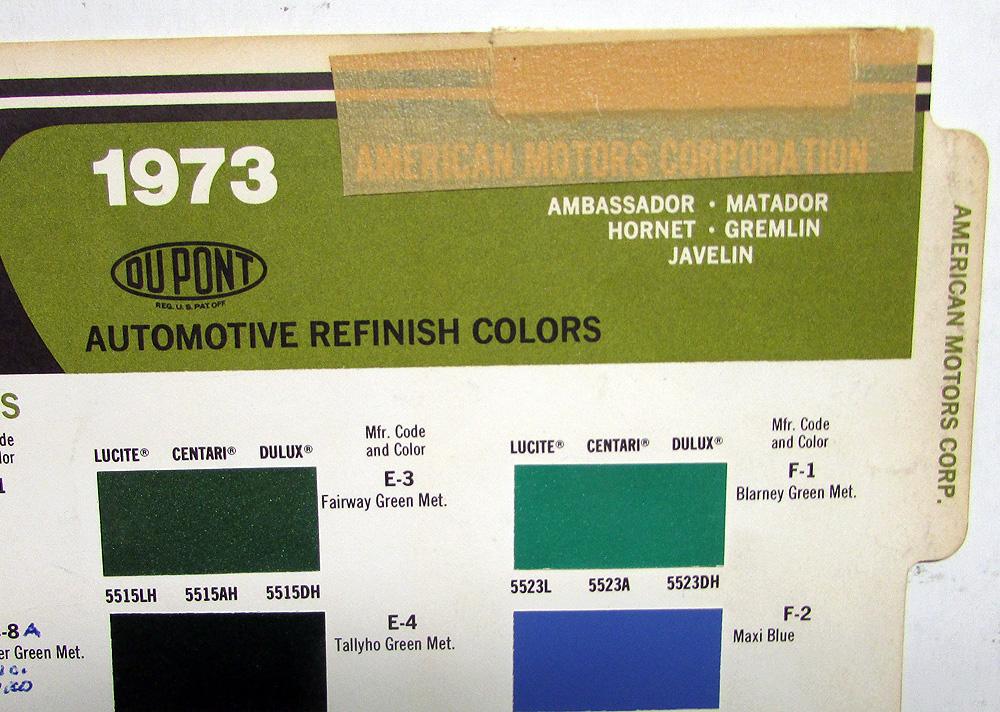 1973
AMERICAN MOTORS CORPORATION
AMBASSADOR • MATADOR
HORNET • GREMLIN
JAVELIN
DU PONT
REG. U. S. PAT. OFF
AUTOMOTIVE REFINISH COLORS
AMERICAN MOTORS CORP.
S
de
lor
1
-8 A
er Green Met.
LUCITE® CENTARI® DULUX®
Mfr. Code
and Color
E-3
Fairway Green Met.
5515LH 5515AH 5515DH
E-4
Tallyho Green Met.
LUCITE® CENTARI® DULUX®
Mfr. Code
and Color
F-1
Blarney Green Met.
5523L 5523A 5523DH
F-2
Maxi Blue